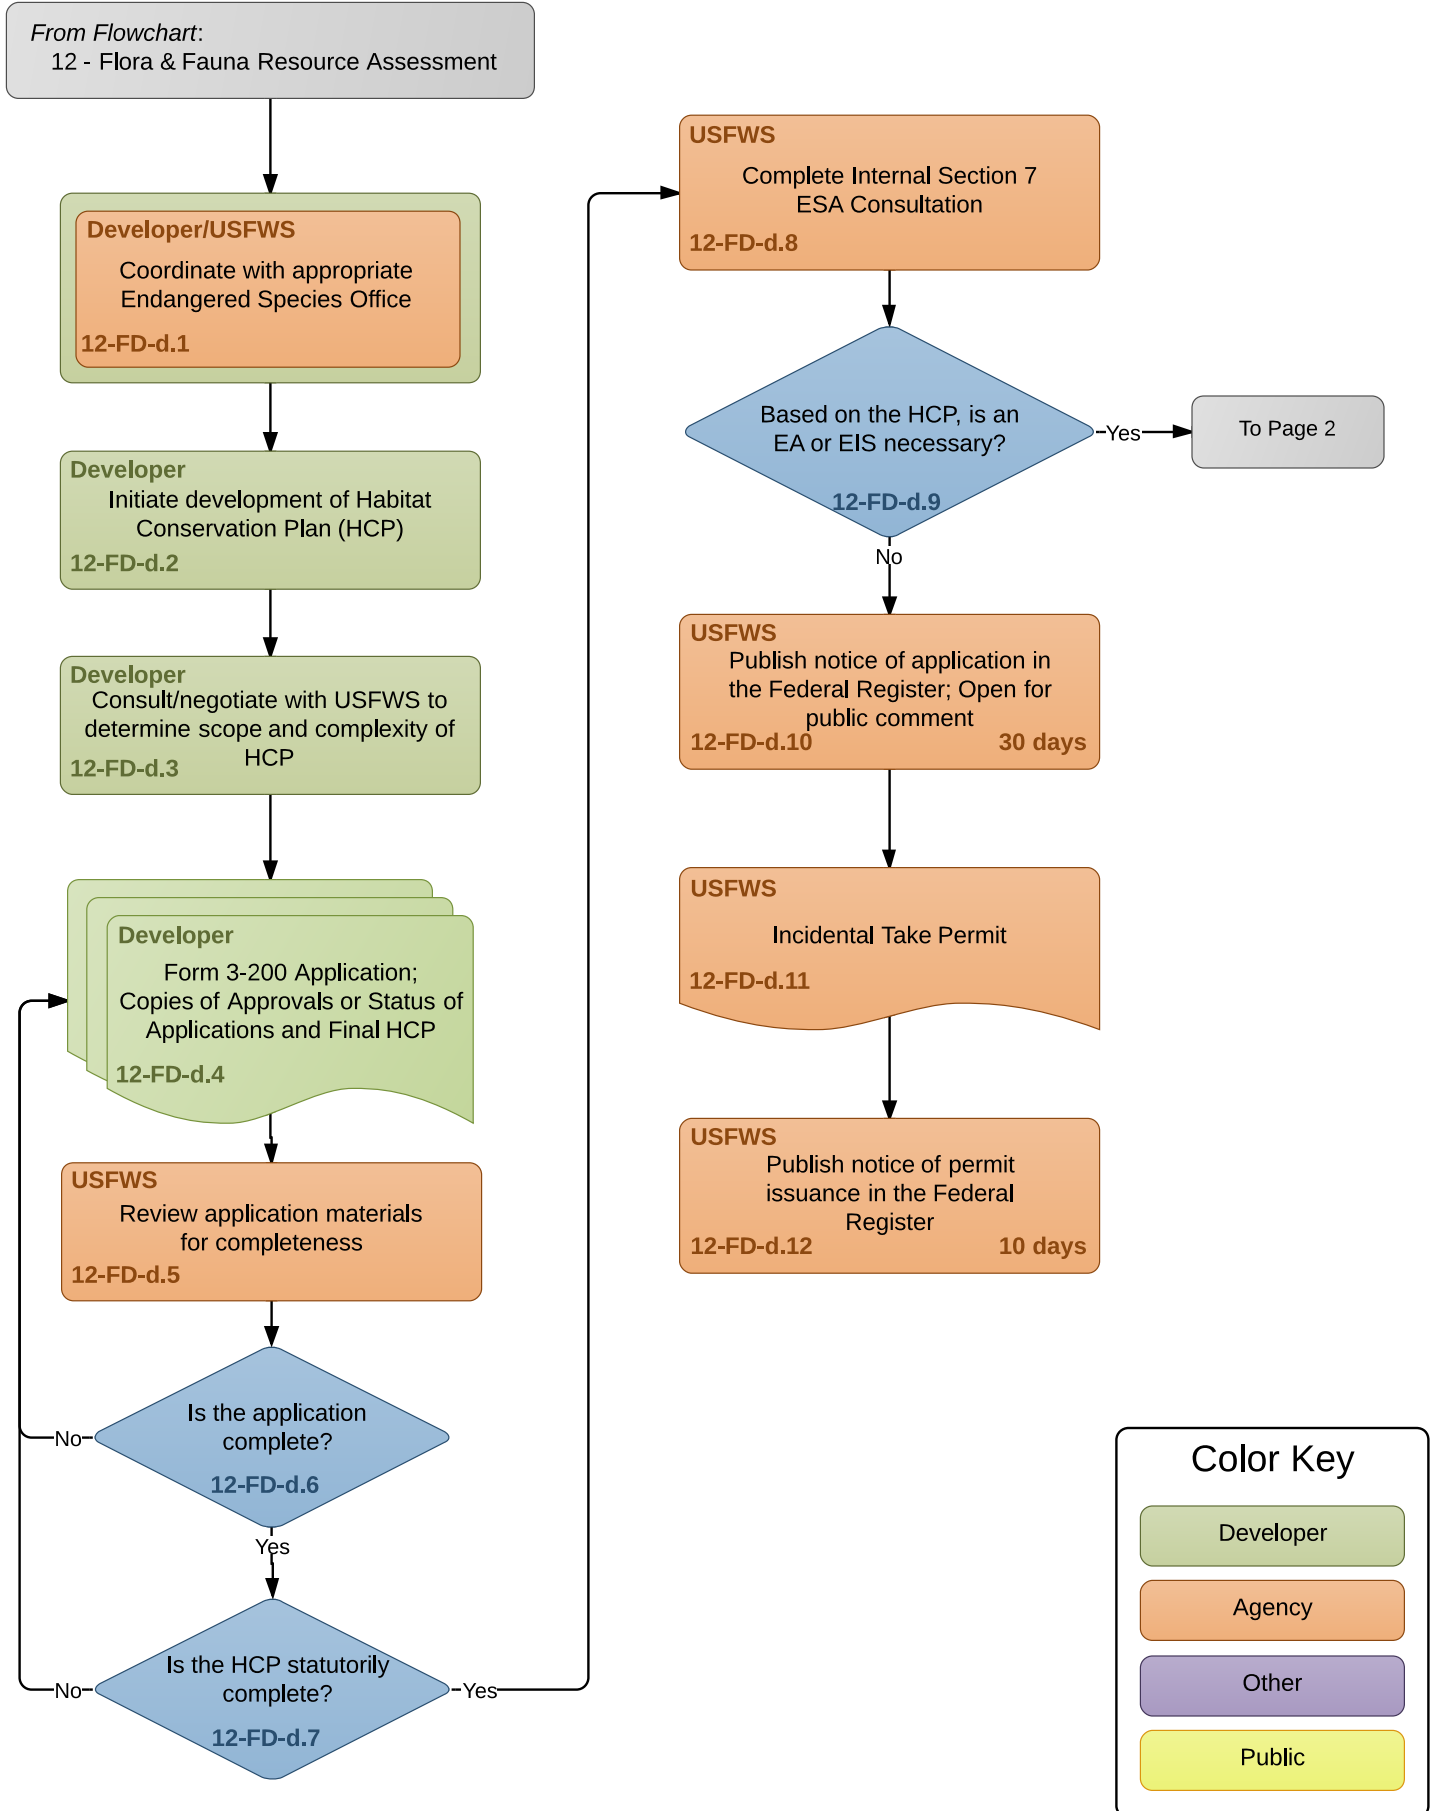 From Flowchart:
12 - Flora & Fauna Resource Assessment
Developer/USFWS
Coordinate with appropriate
Endangered Species Office
12-FD-d.1
Developer
Initiate development of Habitat
Conservation Plan (HCP)
12-FD-d.2
Developer
Consult/negotiate with USFWS to
determine scope and complexity of
HCP
12-FD-d.3
Developer
Form 3-200 Application;
Copies of Approvals or Status of
Applications and Final HCP
12-FD-d.4
USFWS
Review application materials
for completeness
12-FD-d.5
Is the application
complete?
12-FD-d.6
No
Yes
Is the HCP statutorily
complete?
12-FD-d.7
No
Yes
USFWS
Complete Internal Section 7
ESA Consultation
12-FD-d.8
Based on the HCP, is an
EA or EIS necessary?
12-FD-d.9
Yes
To Page 2
No
USFWS
Publish notice of application in
the Federal Register; Open for
public comment
12-FD-d.10 30 days
USFWS
Incidental Take Permit
12-FD-d.11
USFWS
Publish notice of permit
issuance in the Federal
Register
12-FD-d.12 10 days
Color Key
Developer
Agency
Other
Public